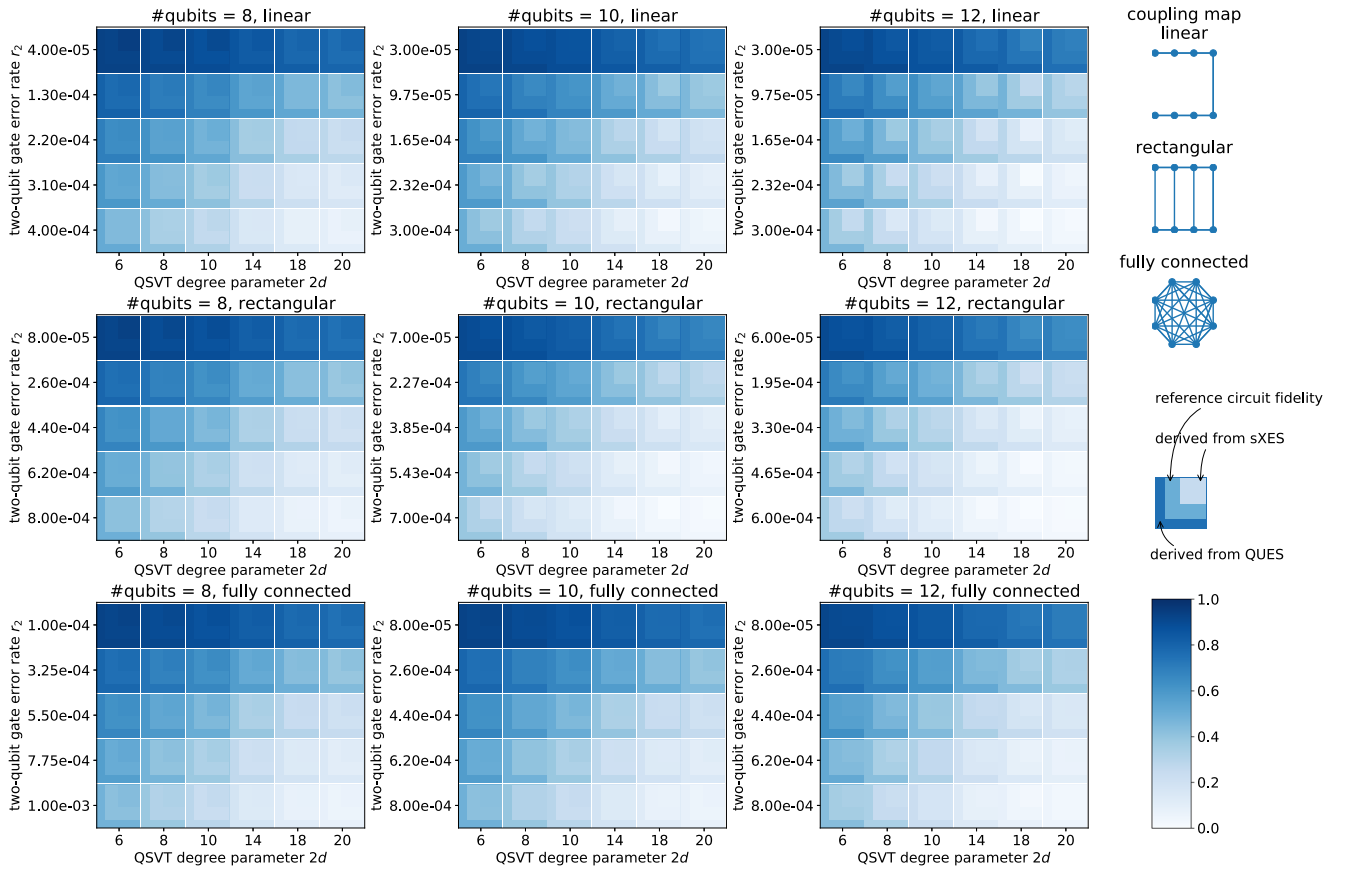 #qubits = 8, linear
two-qubit gate error rate r₂
4.00e-05
1.30e-04
2.20e-04
3.10e-04
4.00e-04
6 8 10 14 18 20
QSVT degree parameter 2d
#qubits = 10, linear
two-qubit gate error rate r₂
3.00e-05
9.75e-05
1.65e-04
2.32e-04
3.00e-04
6 8 10 14 18 20
QSVT degree parameter 2d
#qubits = 12, linear
two-qubit gate error rate r₂
3.00e-05
9.75e-05
1.65e-04
2.32e-04
3.00e-04
6 8 10 14 18 20
QSVT degree parameter 2d
#qubits = 8, rectangular
two-qubit gate error rate r₂
8.00e-05
2.60e-04
4.40e-04
6.20e-04
8.00e-04
6 8 10 14 18 20
QSVT degree parameter 2d
#qubits = 10, rectangular
two-qubit gate error rate r₂
7.00e-05
2.27e-04
3.85e-04
5.43e-04
7.00e-04
6 8 10 14 18 20
QSVT degree parameter 2d
#qubits = 12, rectangular
two-qubit gate error rate r₂
6.00e-05
1.95e-04
3.30e-04
4.65e-04
6.00e-04
6 8 10 14 18 20
QSVT degree parameter 2d
#qubits = 8, fully connected
two-qubit gate error rate r₂
1.00e-04
3.25e-04
5.50e-04
7.75e-04
1.00e-03
6 8 10 14 18 20
QSVT degree parameter 2d
#qubits = 10, fully connected
two-qubit gate error rate r₂
8.00e-05
2.60e-04
4.40e-04
6.20e-04
8.00e-04
6 8 10 14 18 20
QSVT degree parameter 2d
#qubits = 12, fully connected
two-qubit gate error rate r₂
8.00e-05
2.60e-04
4.40e-04
6.20e-04
8.00e-04
6 8 10 14 18 20
QSVT degree parameter 2d
coupling map
linear
rectangular
fully connected
reference circuit fidelity
derived from sXES
derived from QUES
1.0
0.8
0.6
0.4
0.2
0.0